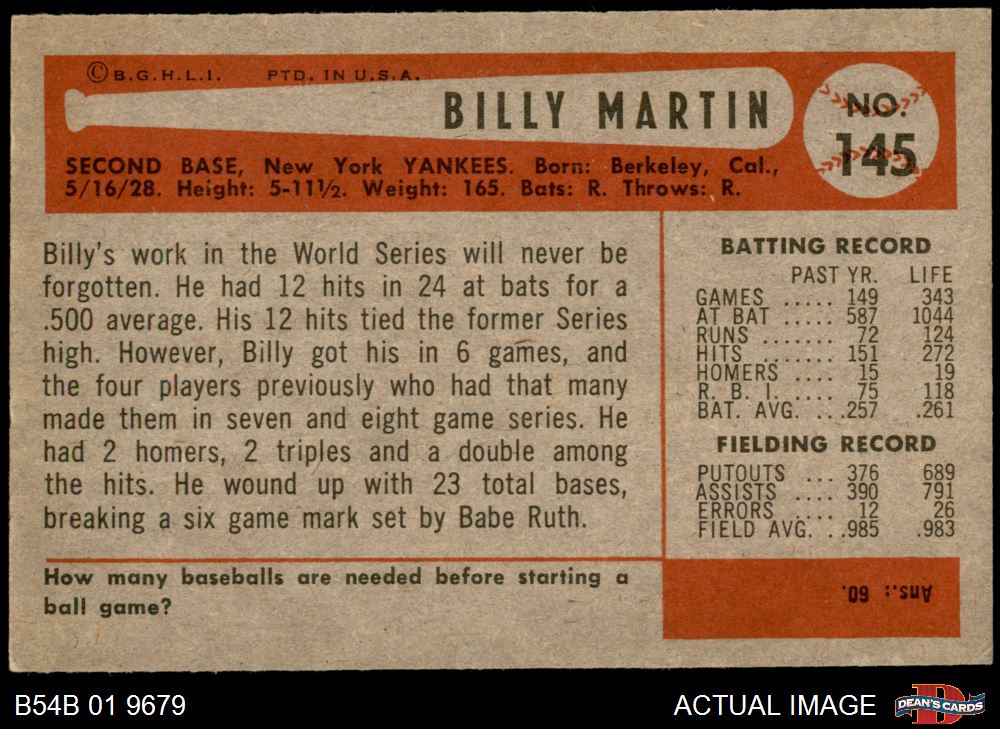 ©B.G.H.L.I. PTD. IN U.S.A.
BILLY MARTIN
NO.
145
SECOND BASE, New York YANKEES. Born: Berkeley, Cal.,
5/16/28. Height: 5-11½. Weight: 165. Bats: R. Throws: R.
Billy's work in the World Series will never be
forgotten. He had 12 hits in 24 at bats for a
.500 average. His 12 hits tied the former Series
high. However, Billy got his in 6 games, and
the four players previously who had that many
made them in seven and eight game series. He
had 2 homers, 2 triples and a double among
the hits. He wound up with 23 total bases,
breaking a six game mark set by Babe Ruth.
BATTING RECORD
PAST YR. LIFE
GAMES ..... 149 343
AT BAT ..... 587 1044
RUNS ....... 72 124
HITS ....... 151 272
HOMERS .... 15 19
R. B. I. ..... 75 118
BAT. AVG. ...257 .261
FIELDING RECORD
PUTOUTS ... 376 689
ASSISTS .... 390 791
ERRORS .... 12 26
FIELD AVG. ..985 .983
How many baseballs are needed before starting a
ball game?
Ans.: 60.
B54B 01 9679
ACTUAL IMAGE
D
DEAN'S CARDS